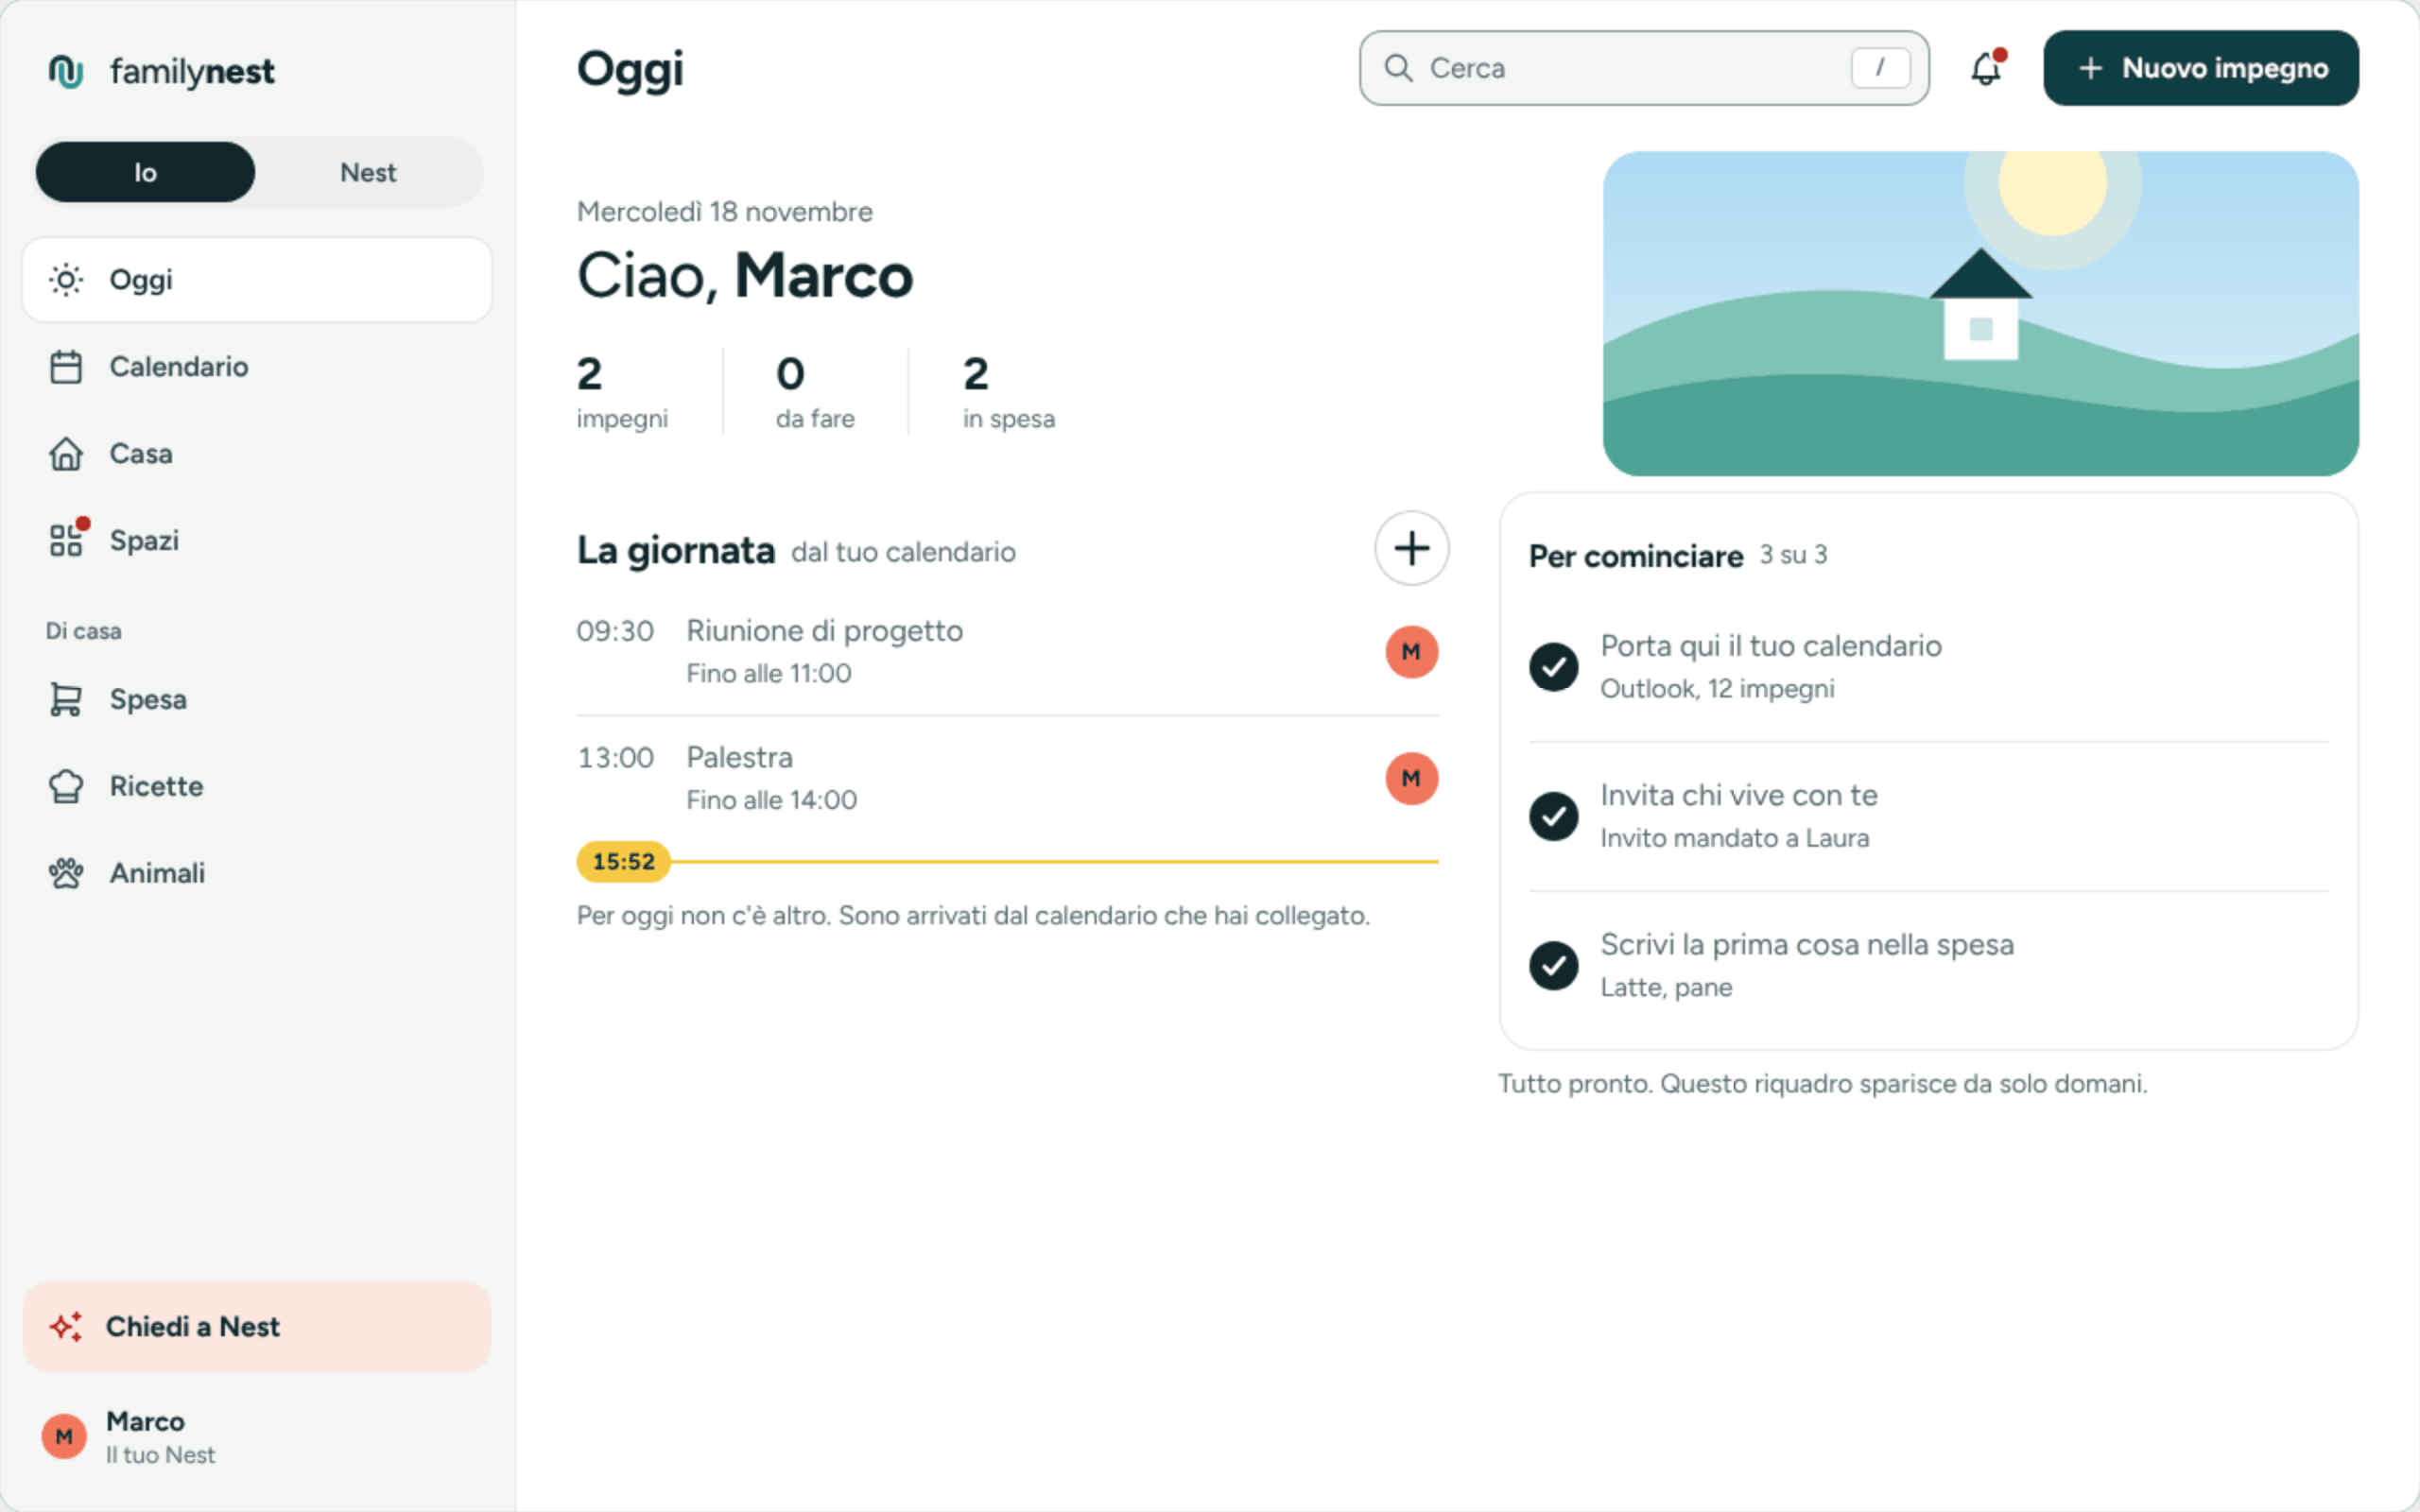 familynest
Io
Nest
Oggi
Calendario
Casa
Spazi
Di casa
Spesa
Ricette
Animali
Chiedi a Nest
M
Marco
Il tuo Nest
Oggi
Cerca
/
Nuovo impegno
Mercoledì 18 novembre
Ciao, Marco
2
impegni
0
da fare
2
in spesa
La giornata dal tuo calendario
09:30 Riunione di progetto
Fino alle 11:00
M
13:00 Palestra
Fino alle 14:00
M
15:52
Per oggi non c'è altro. Sono arrivati dal calendario che hai collegato.
Per cominciare 3 su 3
Porta qui il tuo calendario
Outlook, 12 impegni
Invita chi vive con te
Invito mandato a Laura
Scrivi la prima cosa nella spesa
Latte, pane
Tutto pronto. Questo riquadro sparisce da solo domani.